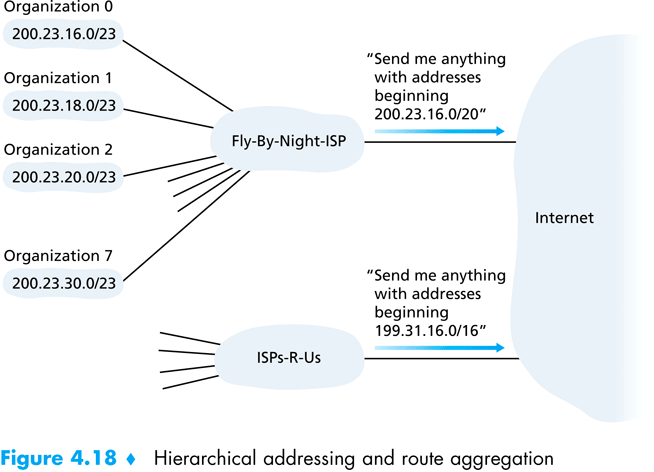 Organization 0
200.23.16.0/23
Organization 1
200.23.18.0/23
Organization 2
200.23.20.0/23
Organization 7
200.23.30.0/23
Fly-By-Night-ISP
“Send me anything
with addresses
beginning
200.23.16.0/20“
Internet
“Send me anything
with addresses
beginning
199.31.16.0/16”
ISPs-R-Us
Figure 4.18 ♦ Hierarchical addressing and route aggregation